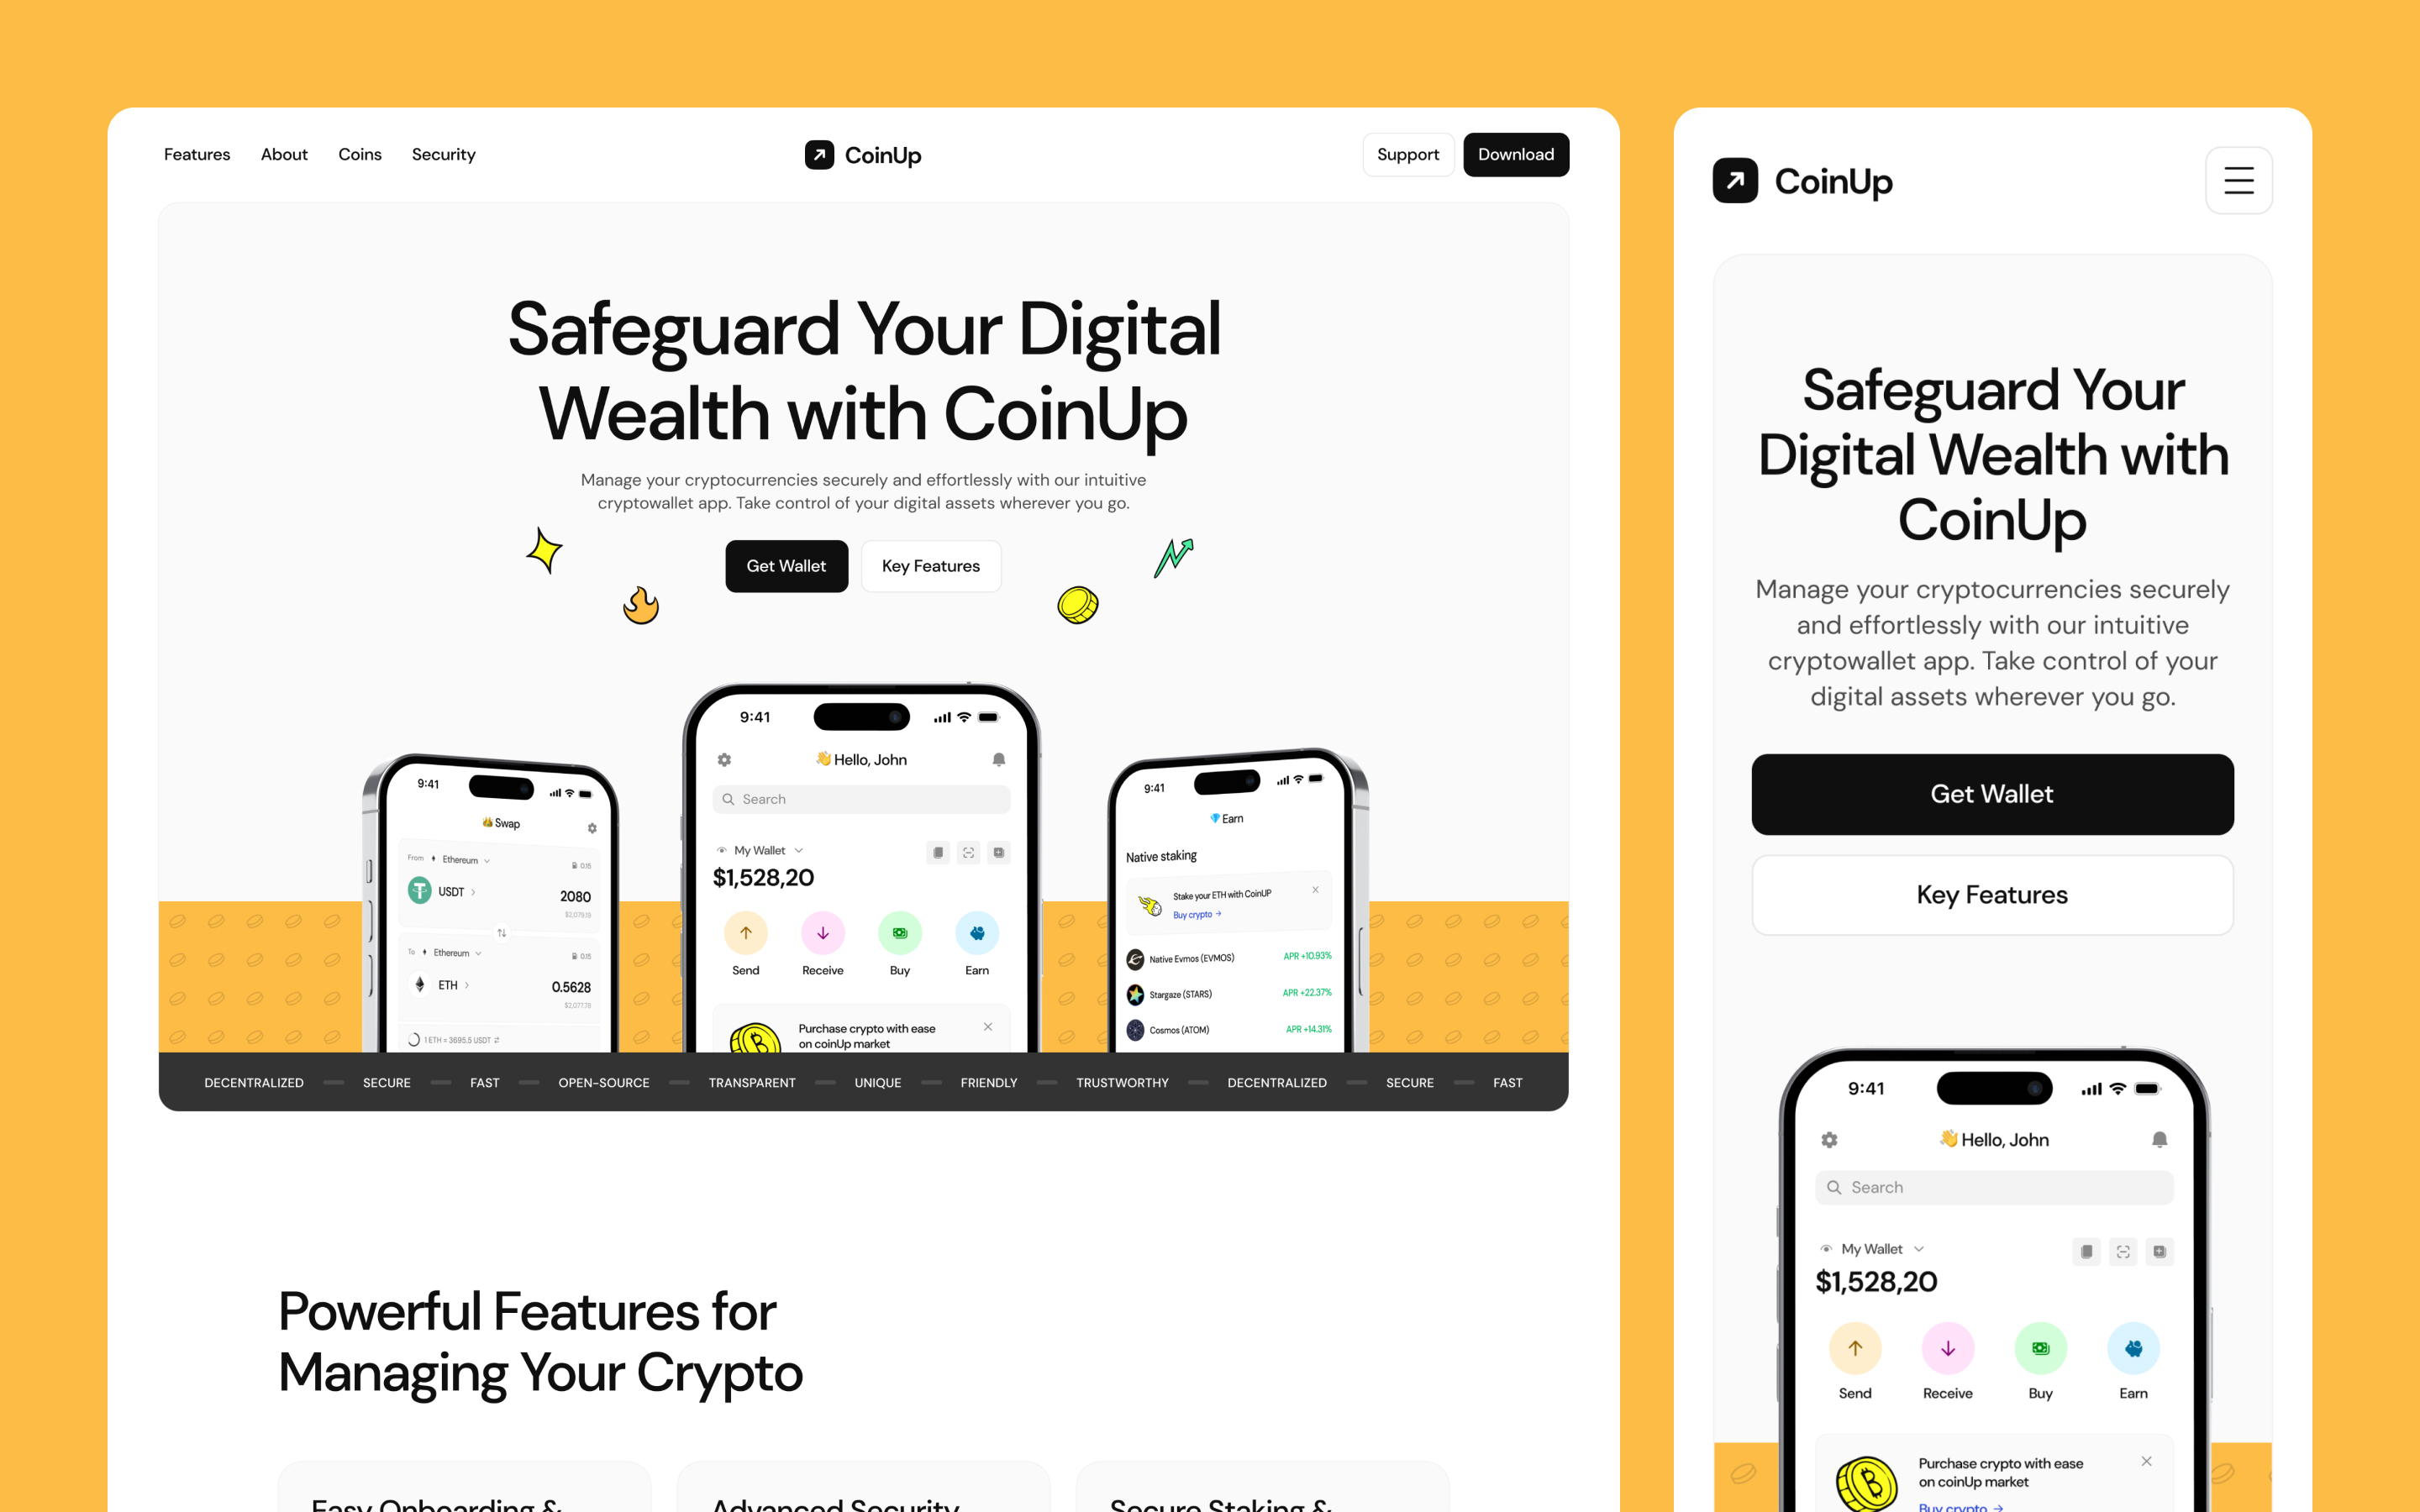 Features
About
Coins
Security
CoinUp
Support
Download
Safeguard Your Digital
Wealth with CoinUp
Manage your cryptocurrencies securely and effortlessly with our intuitive
cryptowallet app. Take control of your digital assets wherever you go.
Get Wallet
Key Features
9:41
Swap
From
Ethereum
0.15
USDT
2080
$2,079.19
To
Ethereum
0.15
ETH
0.5628
$2,077.78
1 ETH = 3695.5 USDT
9:41
Hello, John
Search
My Wallet
$1,528,20
Send
Receive
Buy
Earn
Purchase crypto with ease
on coinUp market
9:41
Earn
Native staking
Stake your ETH with CoinUP
Buy crypto →
Native Evmos (EVMOS)
APR +10.93%
Stargaze (STARS)
APR +22.37%
Cosmos (ATOM)
APR +14.31%
DECENTRALIZED
SECURE
FAST
OPEN-SOURCE
TRANSPARENT
UNIQUE
FRIENDLY
TRUSTWORTHY
DECENTRALIZED
SECURE
FAST
Powerful Features for
Managing Your Crypto
Easy Onboarding &
Advanced Security
Secure Staking &
CoinUp
Safeguard Your
Digital Wealth with
CoinUp
Manage your cryptocurrencies securely
and effortlessly with our intuitive
cryptowallet app. Take control of your
digital assets wherever you go.
Get Wallet
Key Features
9:41
Hello, John
Search
My Wallet
$1,528,20
Send
Receive
Buy
Earn
Purchase crypto with ease
on coinUp market
Buy crypto →